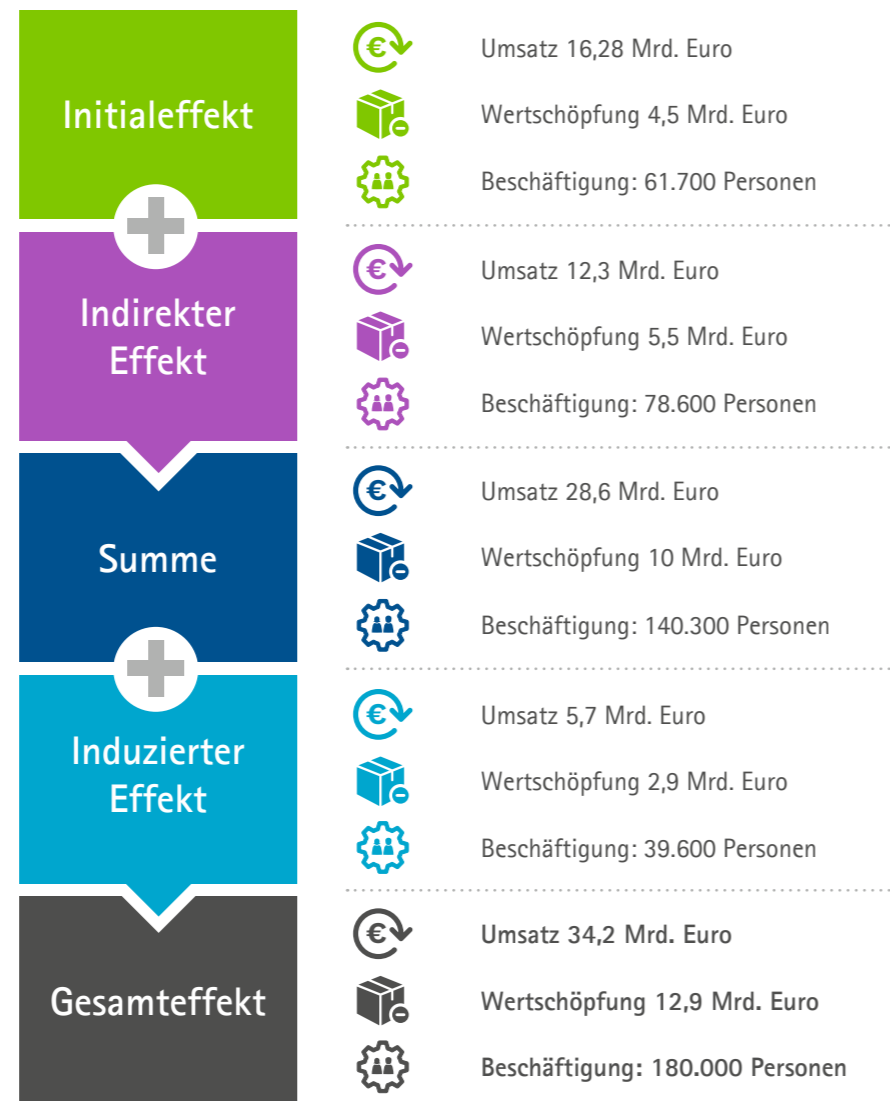 Initialeffekt
Umsatz 16,28 Mrd. Euro
Wertschöpfung 4,5 Mrd. Euro
Beschäftigung: 61.700 Personen
Indirekter
Effekt
Umsatz 12,3 Mrd. Euro
Wertschöpfung 5,5 Mrd. Euro
Beschäftigung: 78.600 Personen
Summe
Umsatz 28,6 Mrd. Euro
Wertschöpfung 10 Mrd. Euro
Beschäftigung: 140.300 Personen
Induzierter
Effekt
Umsatz 5,7 Mrd. Euro
Wertschöpfung 2,9 Mrd. Euro
Beschäftigung: 39.600 Personen
Gesamteffekt
Umsatz 34,2 Mrd. Euro
Wertschöpfung 12,9 Mrd. Euro
Beschäftigung: 180.000 Personen